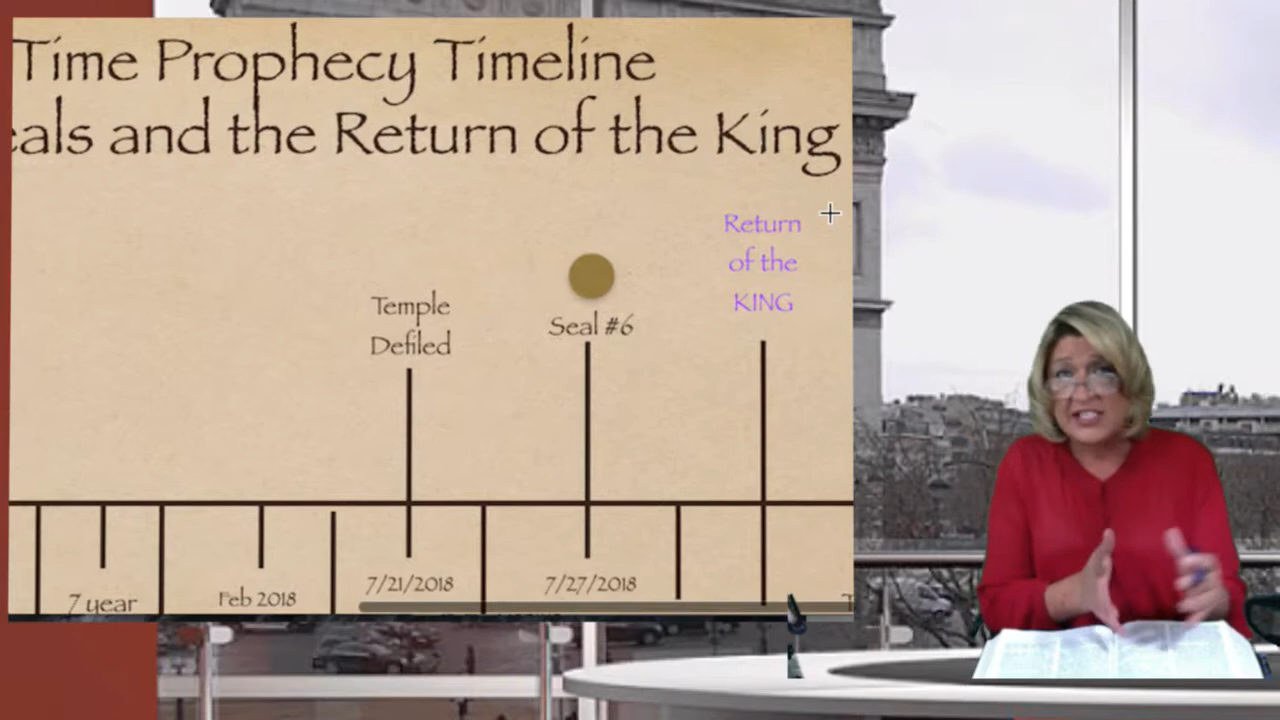 Time Prophecy Timeline
eals and the Return of the King
Return
of the
KING
Temple
Defiled
Seal #6
7 year
Feb 2018
7/21/2018
7/27/2018